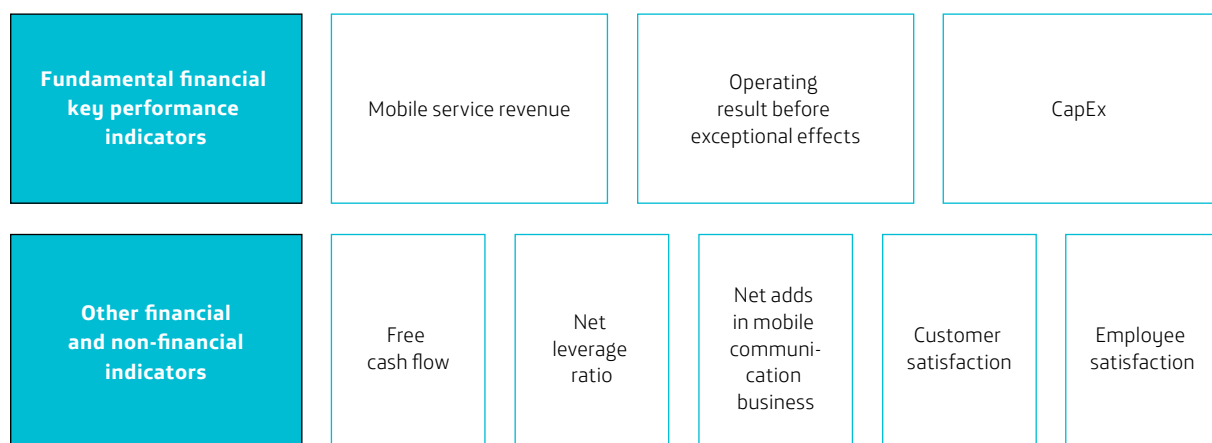 Fundamental financial
key performance
indicators
Mobile service revenue
Operating
result before
exceptional effects
CapEx
Other financial
and non-financial
indicators
Free
cash flow
Net
leverage
ratio
Net adds
in mobile
communi-
cation
business
Customer
satisfaction
Employee
satisfaction